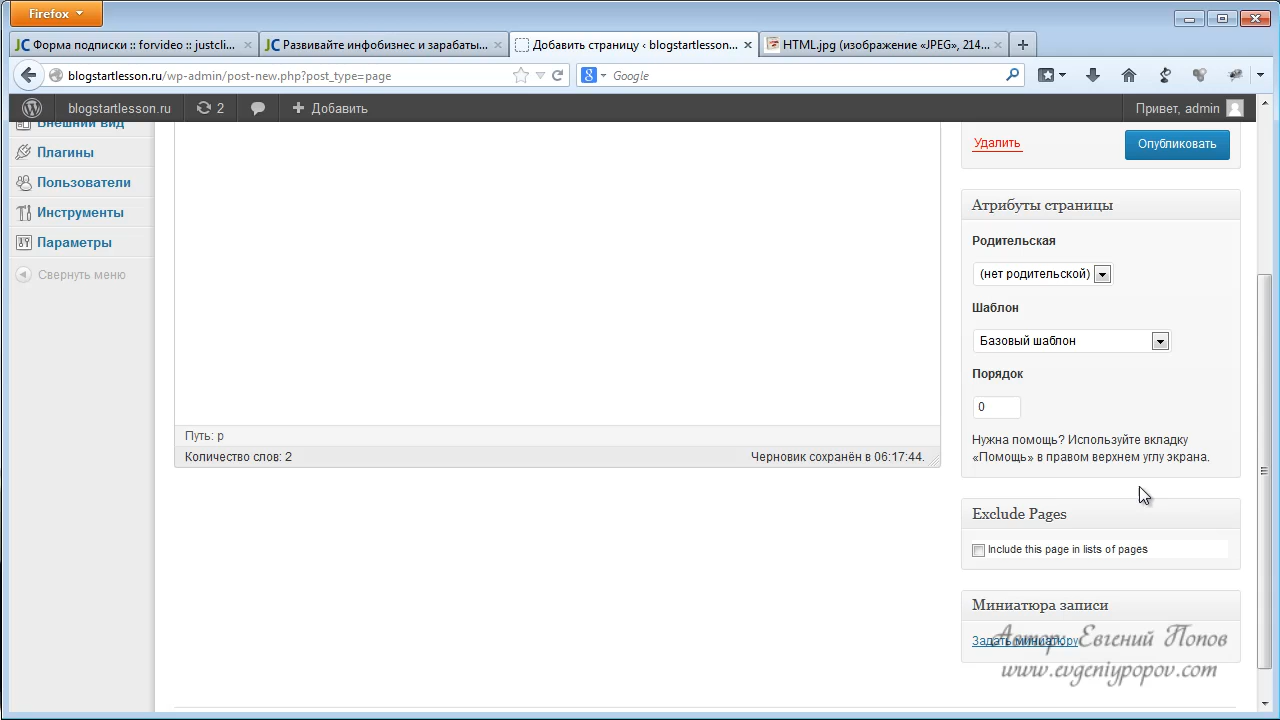 Firefox
Форма подписки :: forvideo :: justcli...
Развивайте инфобизнес и зарабаты...
Добавить страницу ‹ blogstartlesson...
HTML.jpg (изображение «JPEG», 214...
blogstartlesson.ru/wp-admin/post-new.php?post_type=page
Google
blogstartlesson.ru
2
Добавить
Привет, admin
Внешний вид
Плагины
Пользователи
Инструменты
Параметры
Свернуть меню
Путь: p
Количество слов: 2
Черновик сохранён в 06:17:44.
Удалить
Опубликовать
Атрибуты страницы
Родительская
(нет родительской)
Шаблон
Базовый шаблон
Порядок
0
Нужна помощь? Используйте вкладку
«Помощь» в правом верхнем углу экрана.
Exclude Pages
Include this page in lists of pages
Миниатюра записи
Задать миниатюру
Автор: Евгений Попов
www.evgeniypopov.com